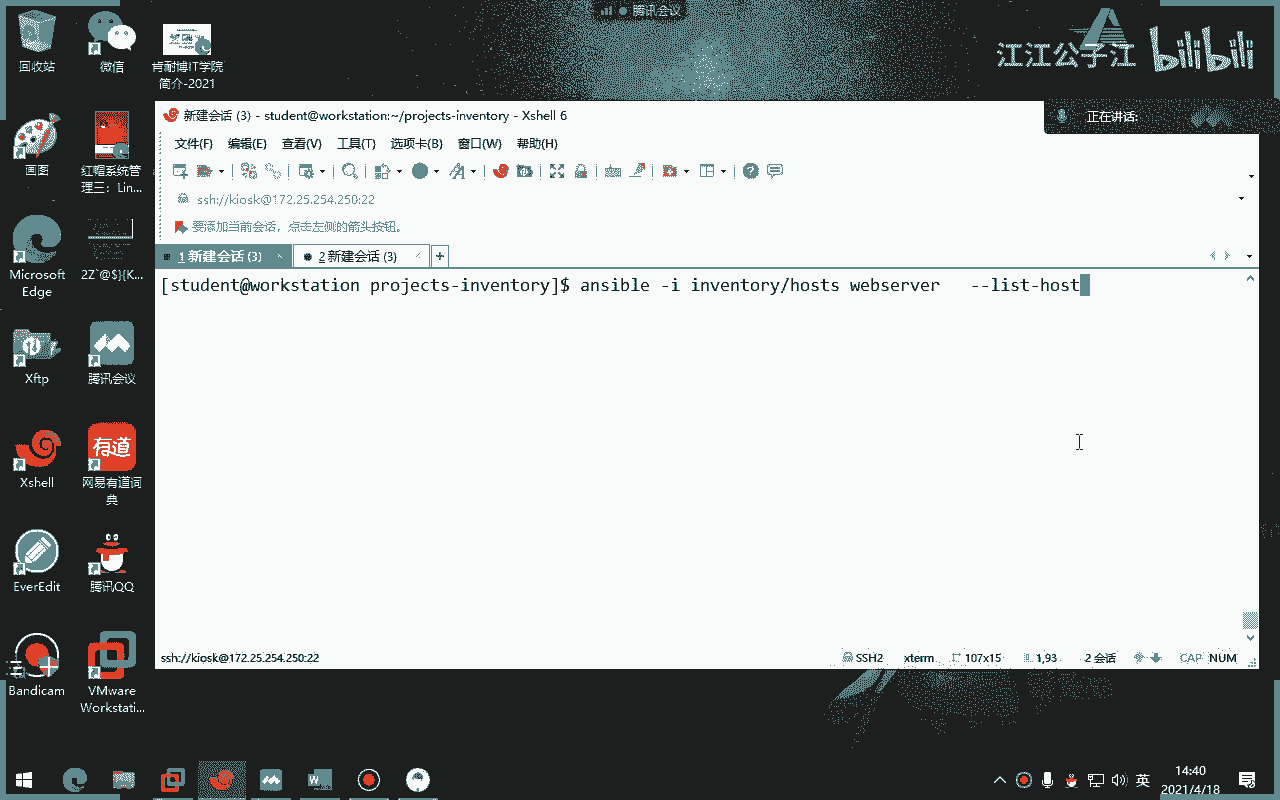 腾讯会议
江江公子江 bilibili
正在讲话:
回收站
微信
肯耐博IT学院
简介-2021
画图
红帽系统管
理三：Lin...
Microsoft
Edge
2Z`@$}{K...
Xftp
腾讯会议
Xshell
有道
网易有道词
典
EverEdit
腾讯QQ
Bandicam
VMware
Workstati...
新建会话 (3) - student@workstation:~/projects-inventory - Xshell 6
文件(F) 编辑(E) 查看(V) 工具(T) 选项卡(B) 窗口(W) 帮助(H)
ssh://kiosk@172.25.254.250:22
要添加当前会话，点击左侧的箭头按钮。
1 新建会话 (3) 2 新建会话 (3)
[student@workstation projects-inventory]$ ansible -i inventory/hosts webserver   --list-host
ssh://kiosk@172.25.254.250:22 SSH2 xterm 107x15 1,93 2 会话 CAP NUM
英
14:40
2021/4/18